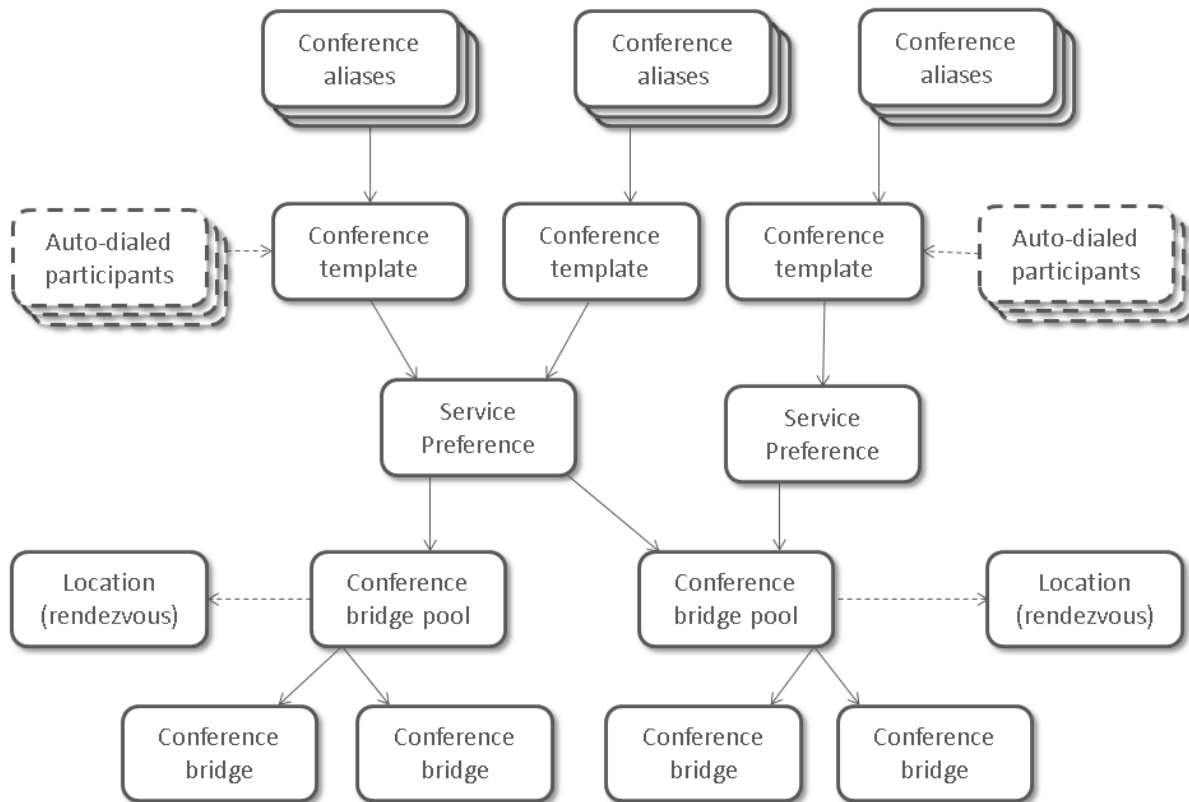 Conference
aliases
Conference
aliases
Conference
aliases
Auto-dialed
participants
Conference
template
Conference
template
Conference
template
Auto-dialed
participants
Service
Preference
Service
Preference
Location
(rendezvous)
Conference
bridge pool
Conference
bridge pool
Location
(rendezvous)
Conference
bridge
Conference
bridge
Conference
bridge
Conference
bridge